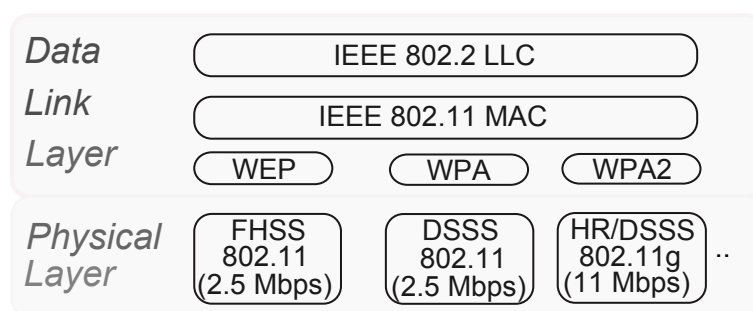 Data
Link
Layer
IEEE 802.2 LLC
IEEE 802.11 MAC
WEP
WPA
WPA2
Physical
Layer
FHSS
802.11
(2.5 Mbps)
DSSS
802.11
(2.5 Mbps)
HR/DSSS
802.11g
(11 Mbps)
..